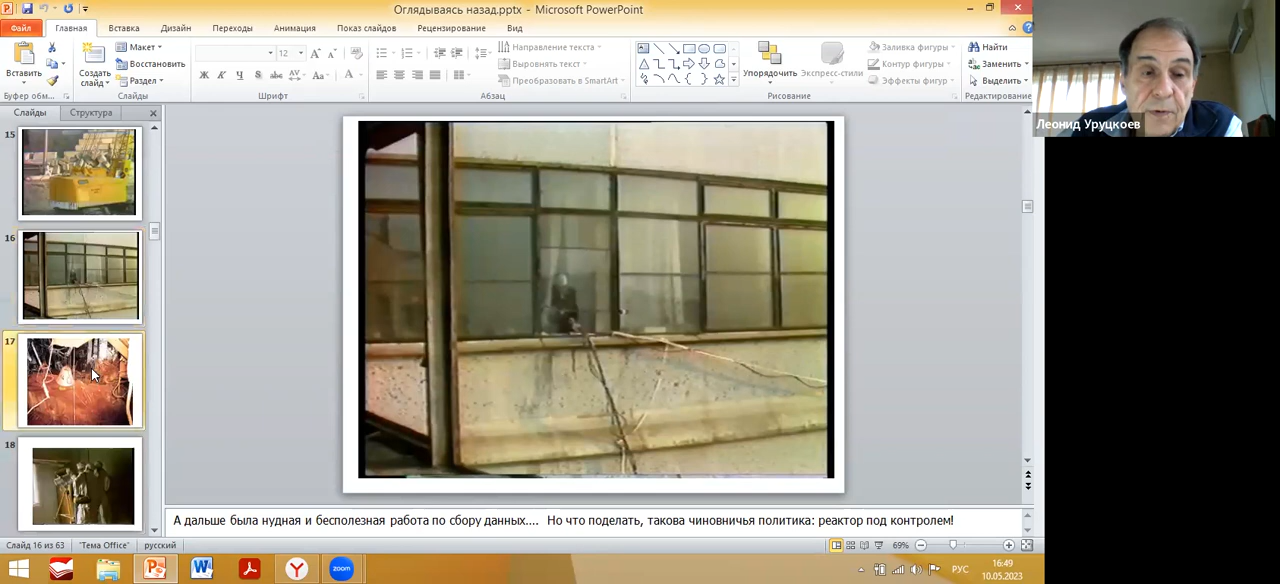 Оглядываясь назад.pptx - Microsoft PowerPoint
Файл Главная Вставка Дизайн Переходы Анимация Показ слайдов Рецензирование Вид
Вставить
Создать слайд
Макет
Восстановить
Раздел
12
Ж К Ч S abc AV Aa A
Направление текста
Выровнять текст
Преобразовать в SmartArt
Упорядочить
Экспресс-стили
Заливка фигуры
Контур фигуры
Эффекты фигур
Найти
Заменить
Выделить
Буфер обм... Слайды Шрифт Абзац Рисование Редактирование
Слайды Структура
15
16
17
18
Леонид Уруцкоев
А дальше была нудная и бесполезная работа по сбору данных.... Но что поделать, такова чиновничья политика: реактор под контролем!
Слайд 16 из 63 "Тема Office" русский 69%
zoom
РУС
16:49
10.05.2023